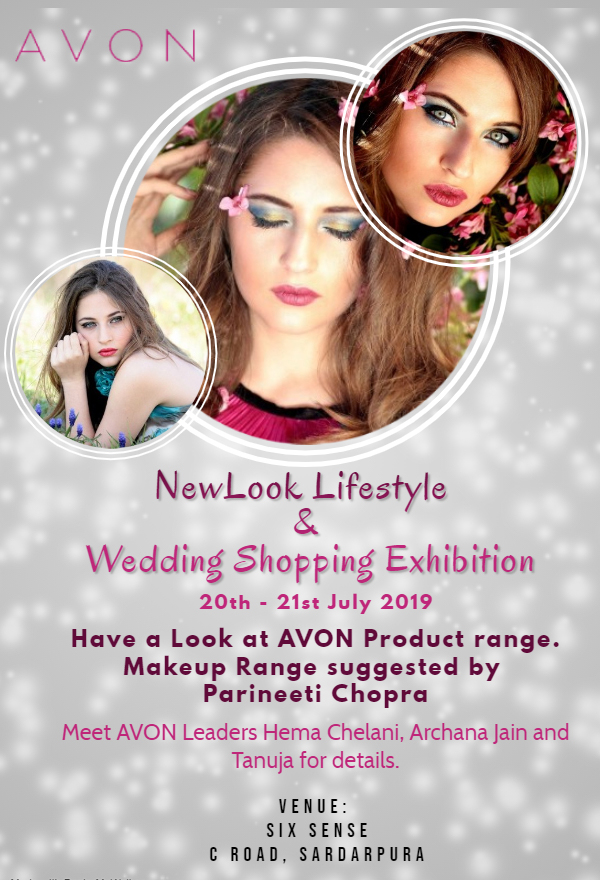 AVON
NewLook Lifestyle
&
Wedding Shopping Exhibition
20th - 21st July 2019
Have a Look at AVON Product range.
Makeup Range suggested by
Parineeti Chopra
Meet AVON Leaders Hema Chelani, Archana Jain and
Tanuja for details.
VENUE:
SIX SENSE
C ROAD, SARDARPURA